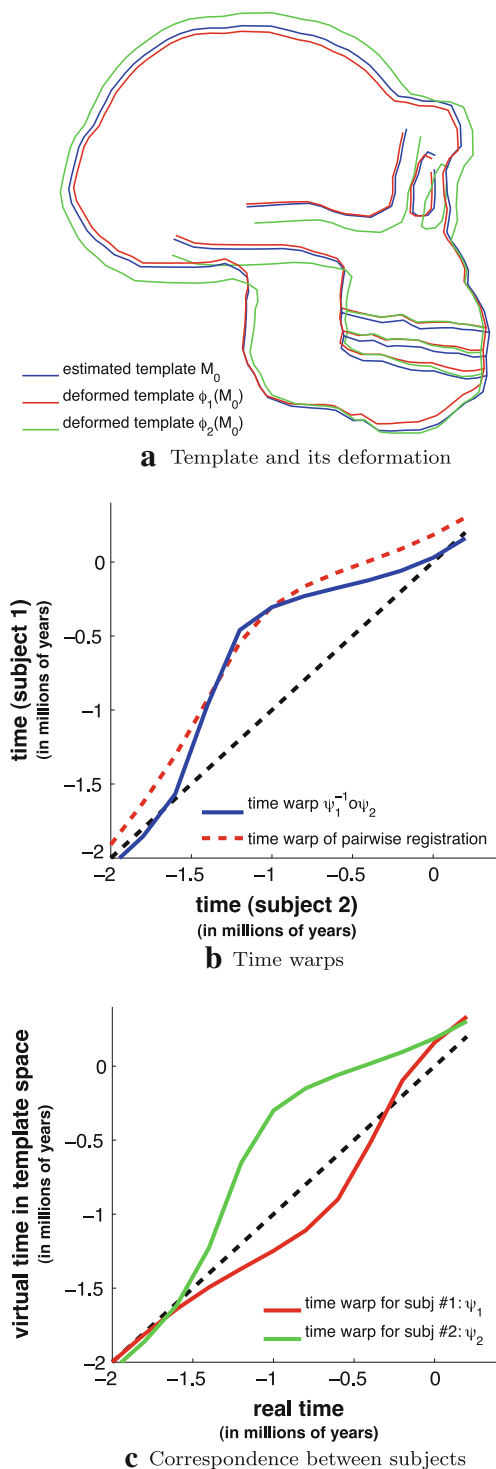 estimated template M₀
deformed template ϕ₁(M₀)
deformed template ϕ₂(M₀)
a Template and its deformation
time (subject 1)
(in millions of years)
0
−0.5
−1
−1.5
−2
time warp ψ₁⁻¹oψ₂
time warp of pairwise registration
−2 −1.5 −1 −0.5 0
time (subject 2)
(in millions of years)
b Time warps
virtual time in template space
(in millions of years)
0
−0.5
−1
−1.5
−2
time warp for subj #1: ψ₁
time warp for subj #2: ψ₂
−2 −1.5 −1 −0.5 0
real time
(in millions of years)
c Correspondence between subjects